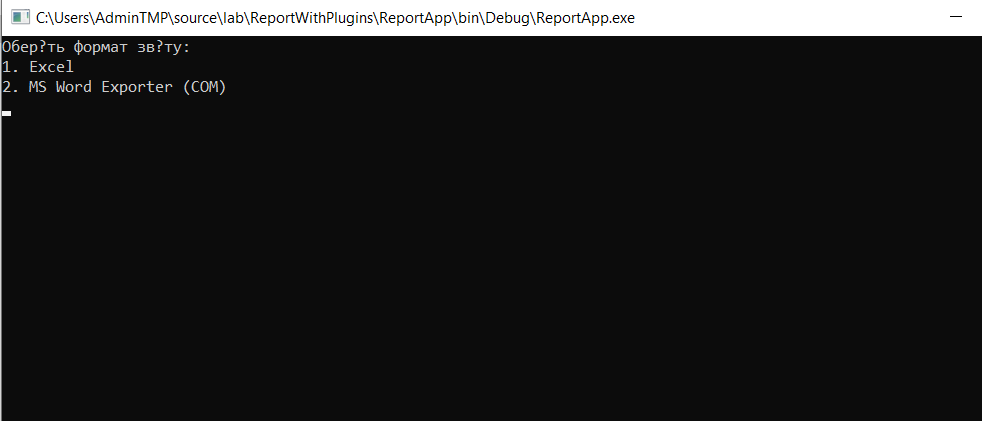 C:\Users\AdminTMP\source\lab\ReportWithPlugins\ReportApp\bin\Debug\ReportApp.exe
Обер?ть формат зв?ту:
1. Excel
2. MS Word Exporter (COM)